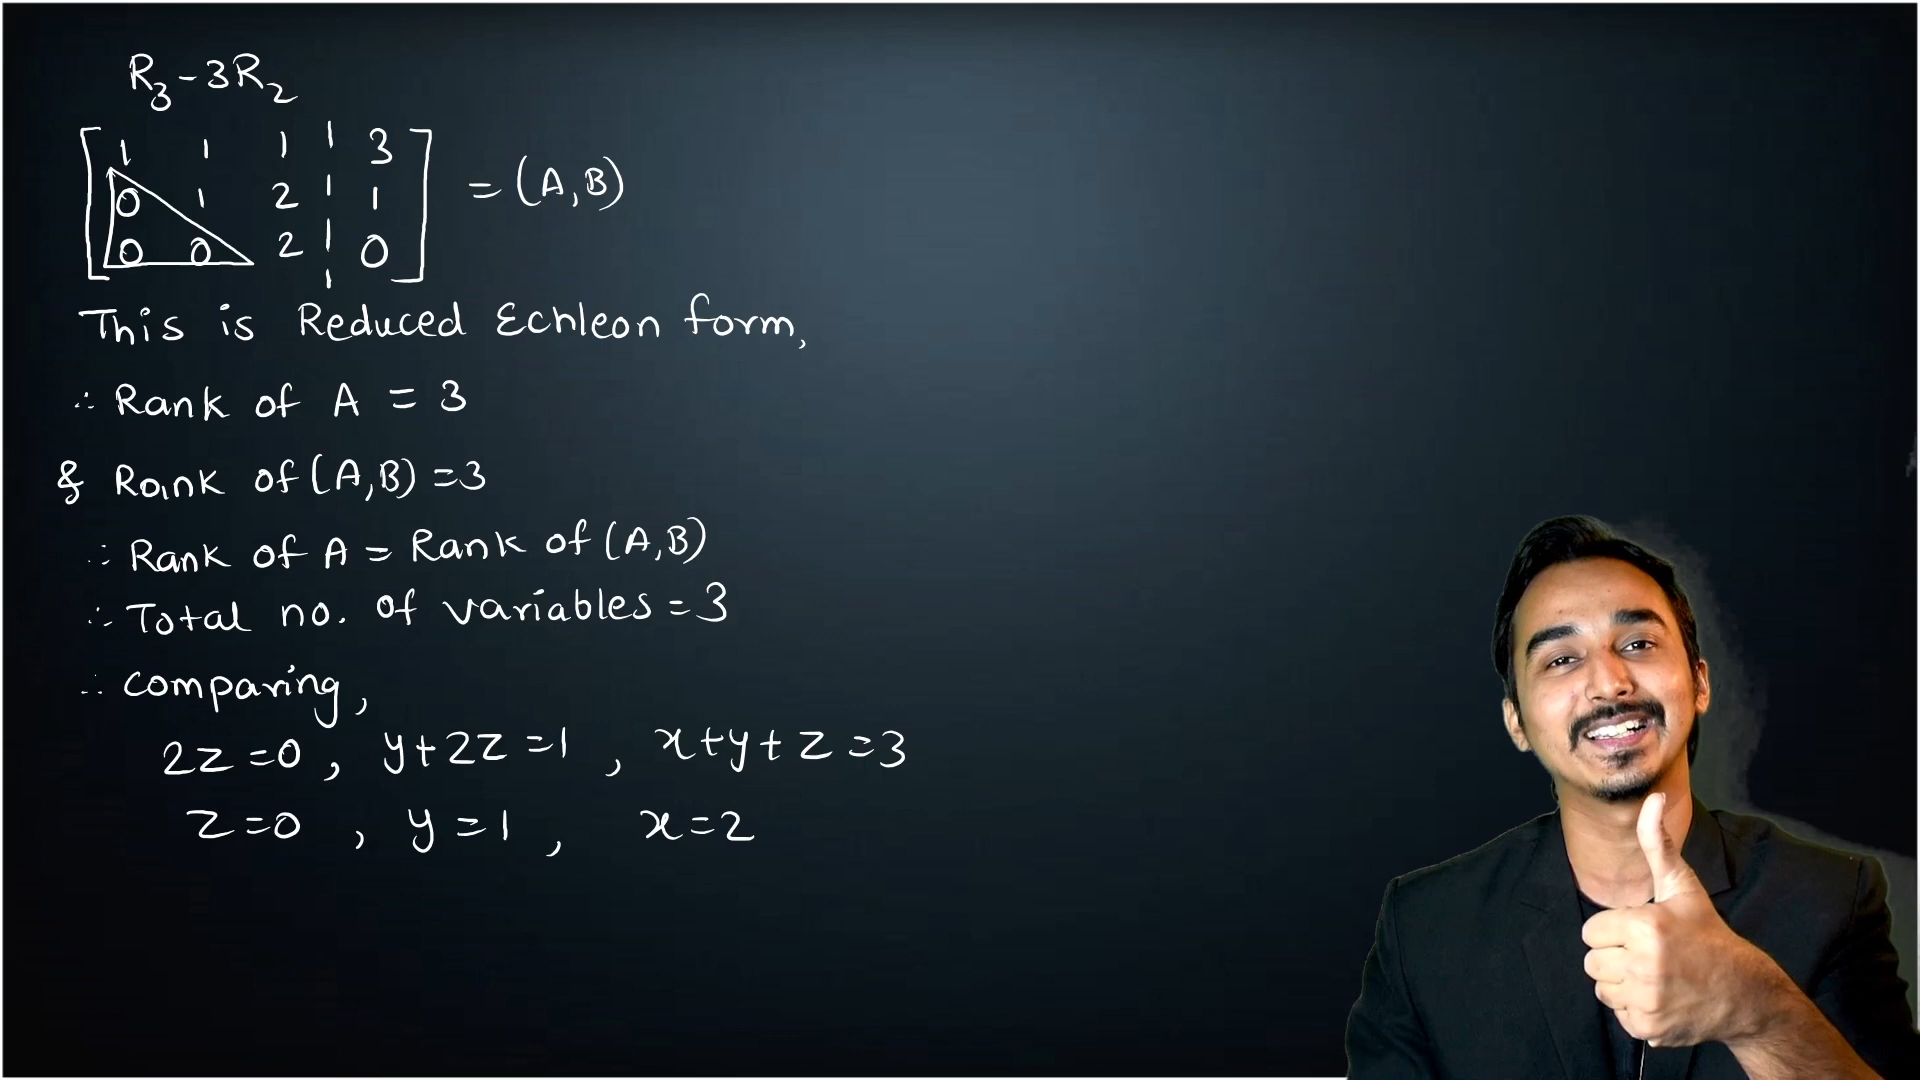 R₃-3R₂
1 1 1 ¦ 3
0 1 2 ¦ 1 = (A,B)
0 0 2 ¦ 0
This is Reduced Echleon form,
∴ Rank of A = 3
& Rank of (A,B) =3
∴ Rank of A = Rank of (A,B)
∴ Total no. of variables = 3
∴ comparing,
2z=0, y+2z=1, x+y+z=3
z=0, y=1, x=2